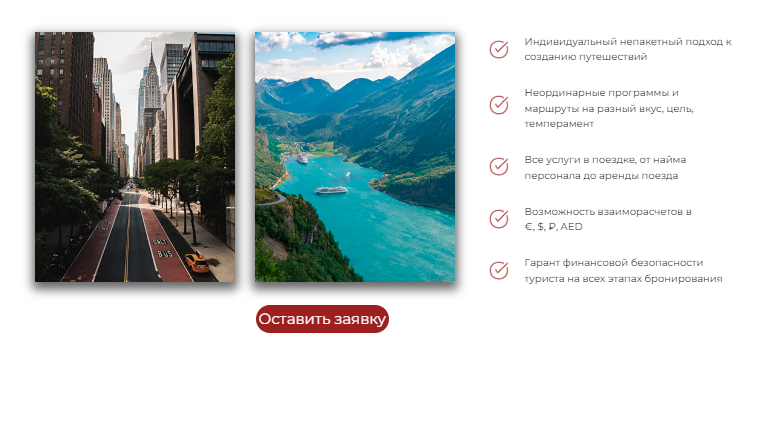 Индивидуальный непакетный подход к
созданию путешествий
Неординарные программы и
маршруты на разный вкус, цель,
темперамент
Все услуги в поездке, от найма
персонала до аренды поезда
Возможность взаиморасчетов в
€, $, ₽, AED
Гарант финансовой безопасности
туриста на всех этапах бронирования
ONLY
BUS
Оставить заявку